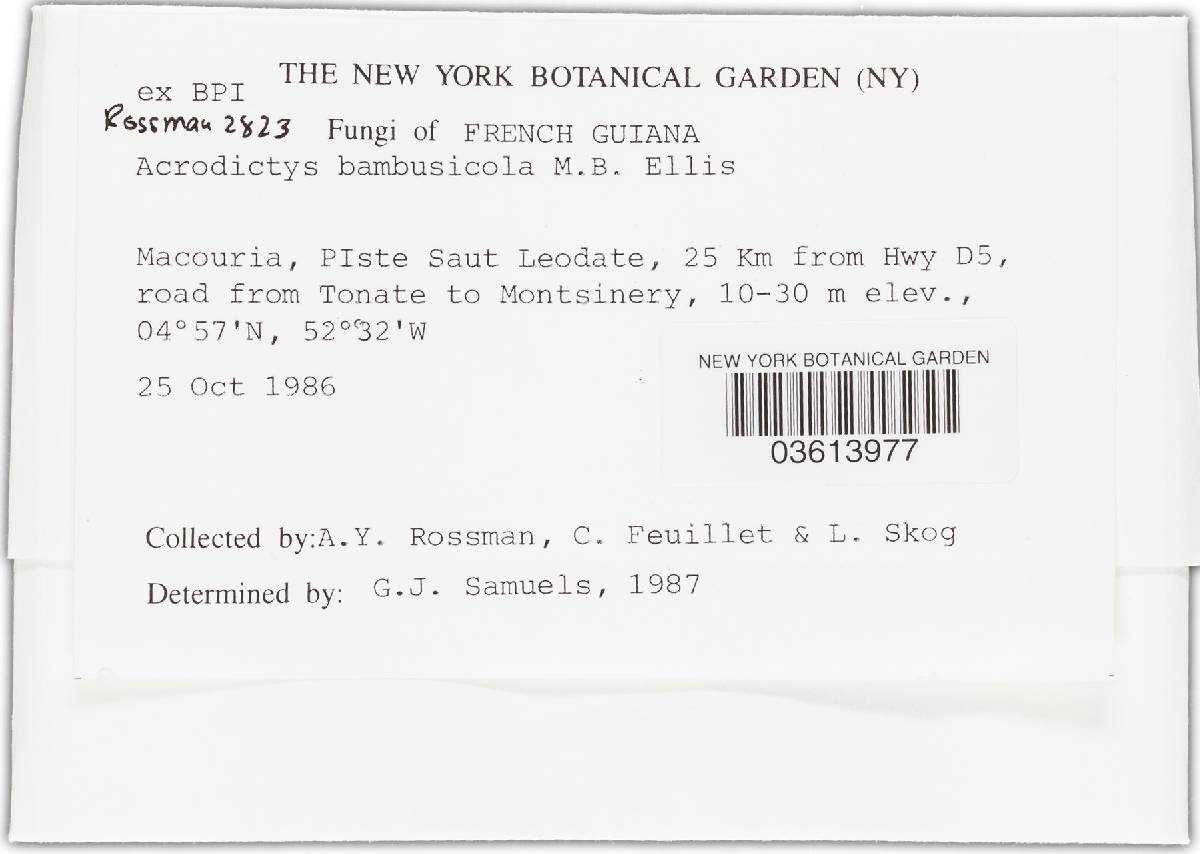 THE NEW YORK BOTANICAL GARDEN (NY)
ex BPI
Rossman 2823 Fungi of FRENCH GUIANA
Acrodictys bambusicola M.B. Ellis
Macouria, PIste Saut Leodate, 25 Km from Hwy D5,
road from Tonate to Montsinery, 10-30 m elev.,
04°57'N, 52°32'W
25 Oct 1986
NEW YORK BOTANICAL GARDEN
03613977
Collected by:A.Y. Rossman, C. Feuillet & L. Skog
Determined by: G.J. Samuels, 1987